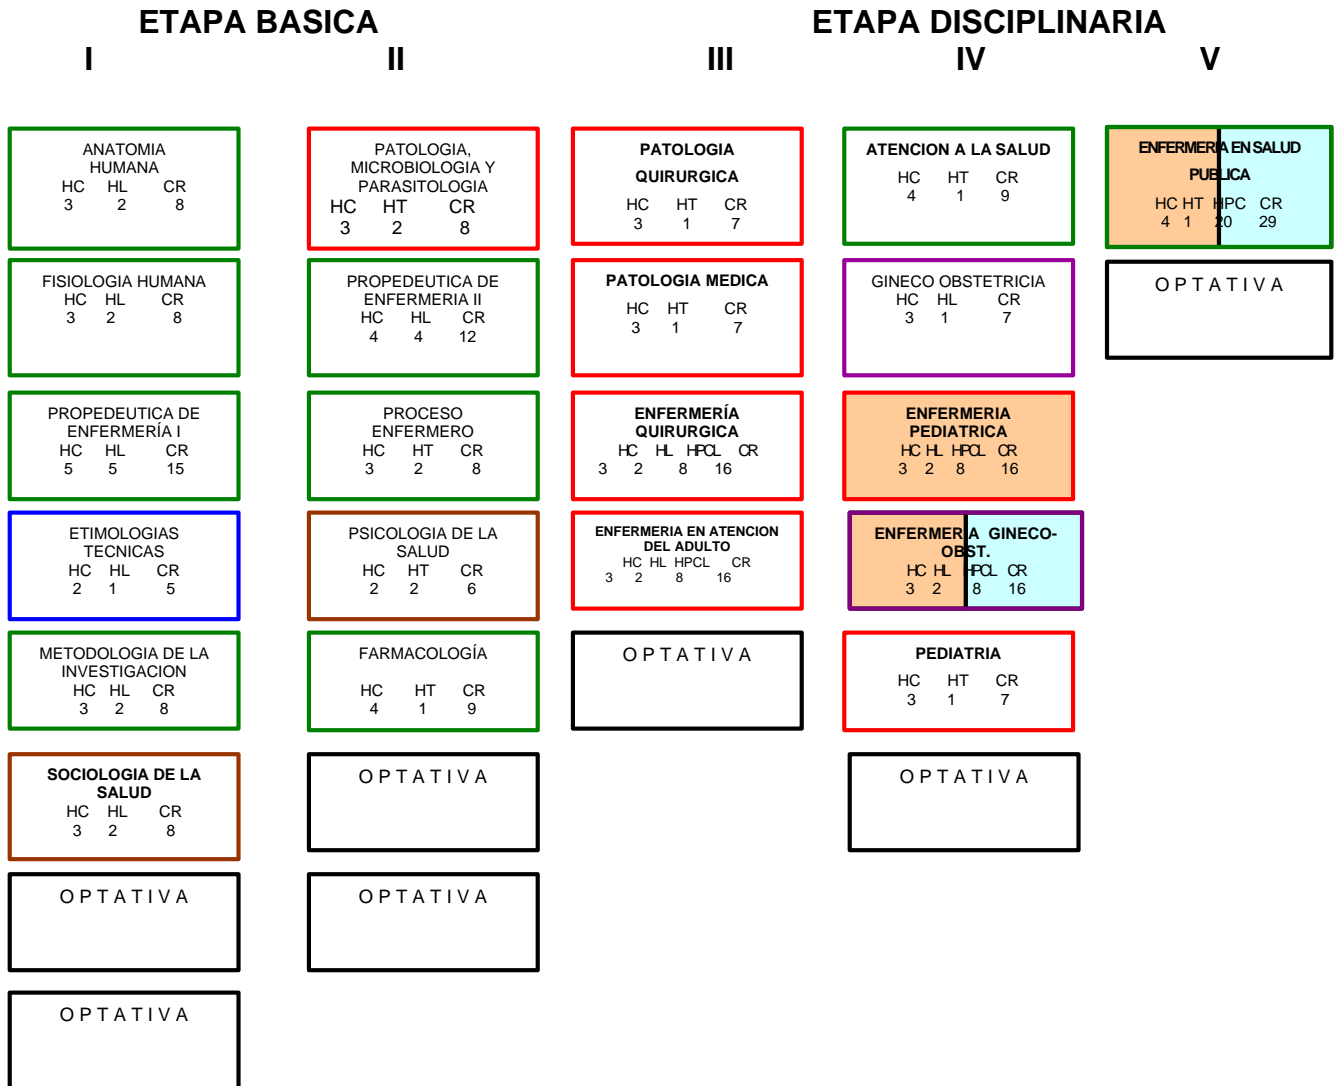 ETAPA BASICA
ETAPA DISCIPLINARIA
I
II
III
IV
V
ANATOMIA
HUMANA
HC HL CR
3 2 8
FISIOLOGIA HUMANA
HC HL CR
3 2 8
PROPEDEUTICA DE
ENFERMERÍA I
HC HL CR
5 5 15
ETIMOLOGIAS
TECNICAS
HC HL CR
2 1 5
METODOLOGIA DE LA
INVESTIGACION
HC HL CR
3 2 8
SOCIOLOGIA DE LA
SALUD
HC HL CR
3 2 8
O P T A T I V A
O P T A T I V A
PATOLOGIA,
MICROBIOLOGIA Y
PARASITOLOGIA
HC HT CR
3 2 8
PROPEDEUTICA DE
ENFERMERIA II
HC HL CR
4 4 12
PROCESO
ENFERMERO
HC HT CR
3 2 8
PSICOLOGIA DE LA
SALUD
HC HT CR
2 2 6
FARMACOLOGÍA
HC HT CR
4 1 9
O P T A T I V A
O P T A T I V A
PATOLOGIA
QUIRURGICA
HC HT CR
3 1 7
PATOLOGIA MEDICA
HC HT CR
3 1 7
ENFERMERÍA
QUIRURGICA
HC HL HPCL CR
3 2 8 16
ENFERMERIA EN ATENCION
DEL ADULTO
HC HL HPCL CR
3 2 8 16
O P T A T I V A
ATENCION A LA SALUD
HC HT CR
4 1 9
GINECO OBSTETRICIA
HC HL CR
3 1 7
ENFERMERIA
PEDIATRICA
HC HL HPCL CR
3 2 8 16
ENFERMERIA GINECO-
OBST.
HC HL HPCL CR
3 2 8 16
PEDIATRIA
HC HT CR
3 1 7
O P T A T I V A
ENFERMERIA EN SALUD
PUBLICA
HC HT HPC CR
4 1 20 29
O P T A T I V A